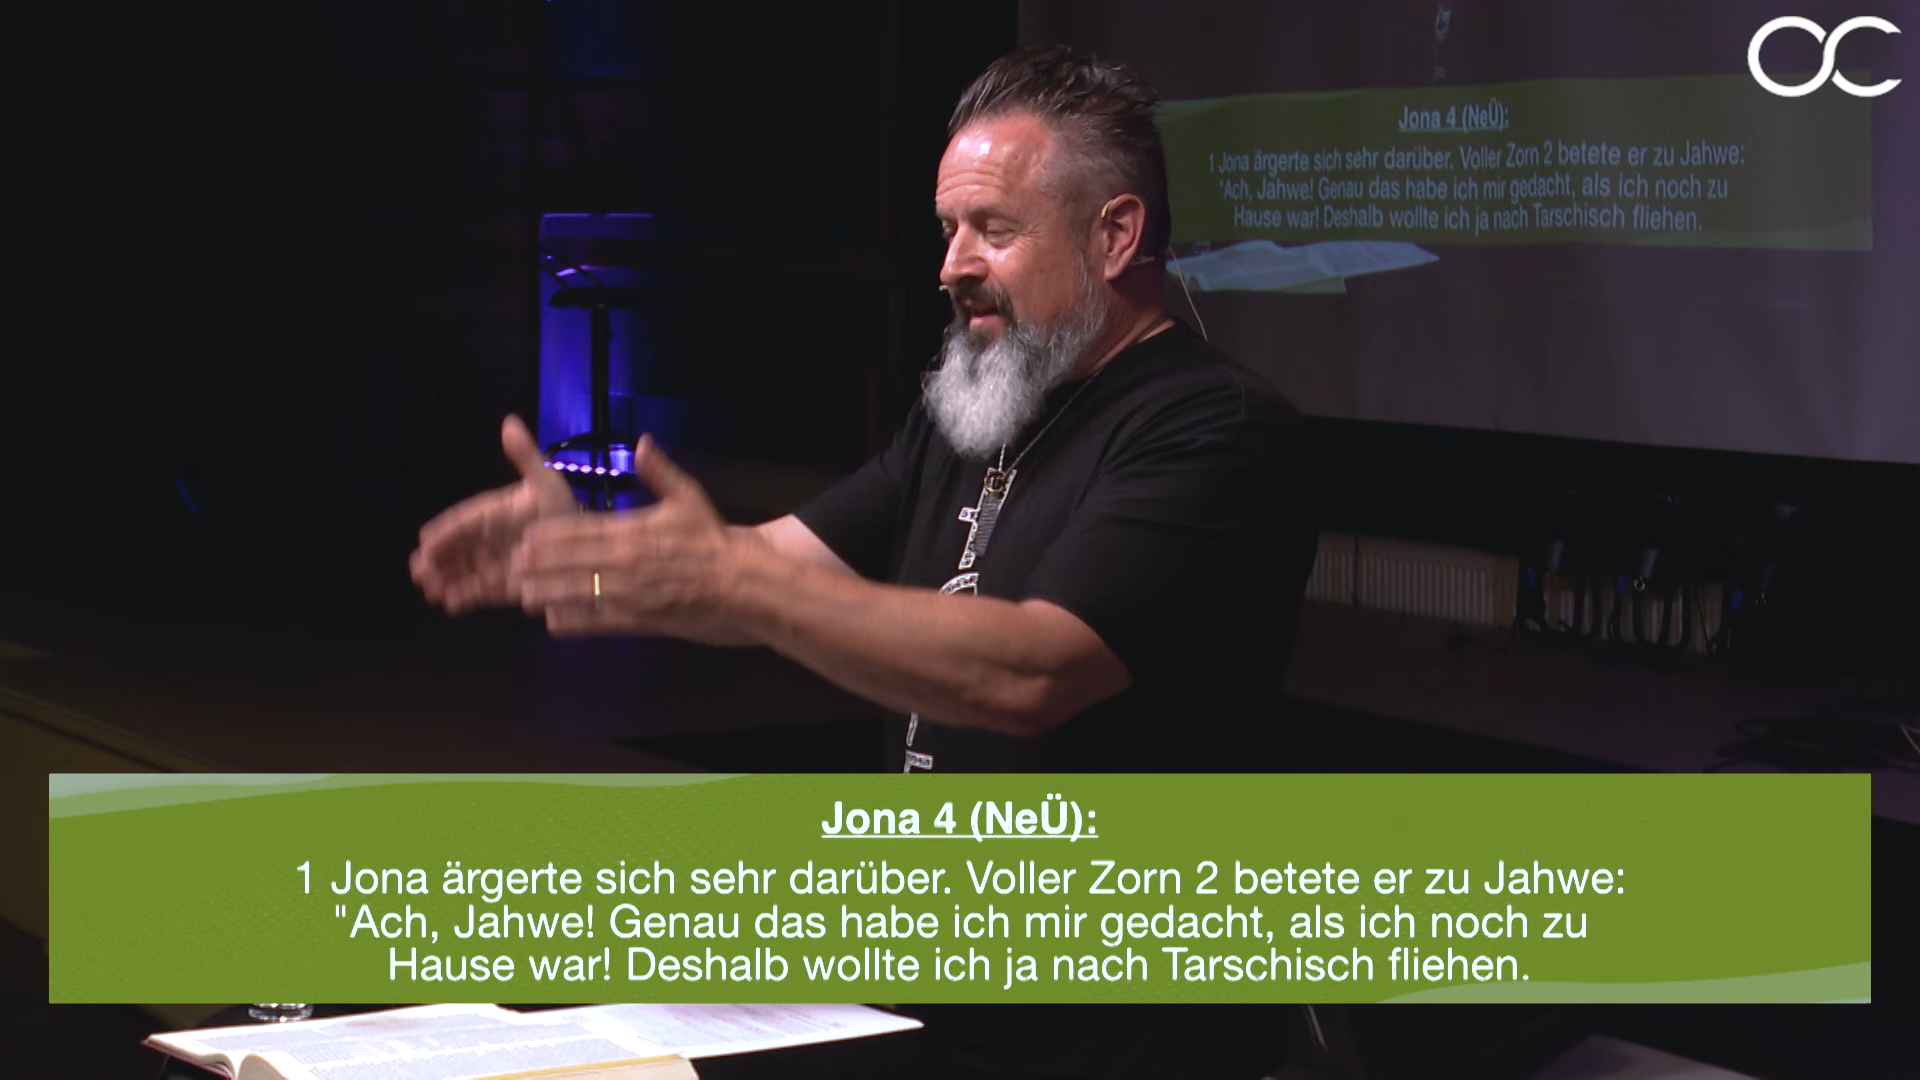 OC
Jona 4 (NeÜ):
1 Jona ärgerte sich sehr darüber. Voller Zorn 2 betete er zu Jahwe:
"Ach, Jahwe! Genau das habe ich mir gedacht, als ich noch zu
Hause war! Deshalb wollte ich ja nach Tarschisch fliehen.
Jona 4 (NeÜ):
1 Jona ärgerte sich sehr darüber. Voller Zorn 2 betete er zu Jahwe:
"Ach, Jahwe! Genau das habe ich mir gedacht, als ich noch zu
Hause war! Deshalb wollte ich ja nach Tarschisch fliehen.